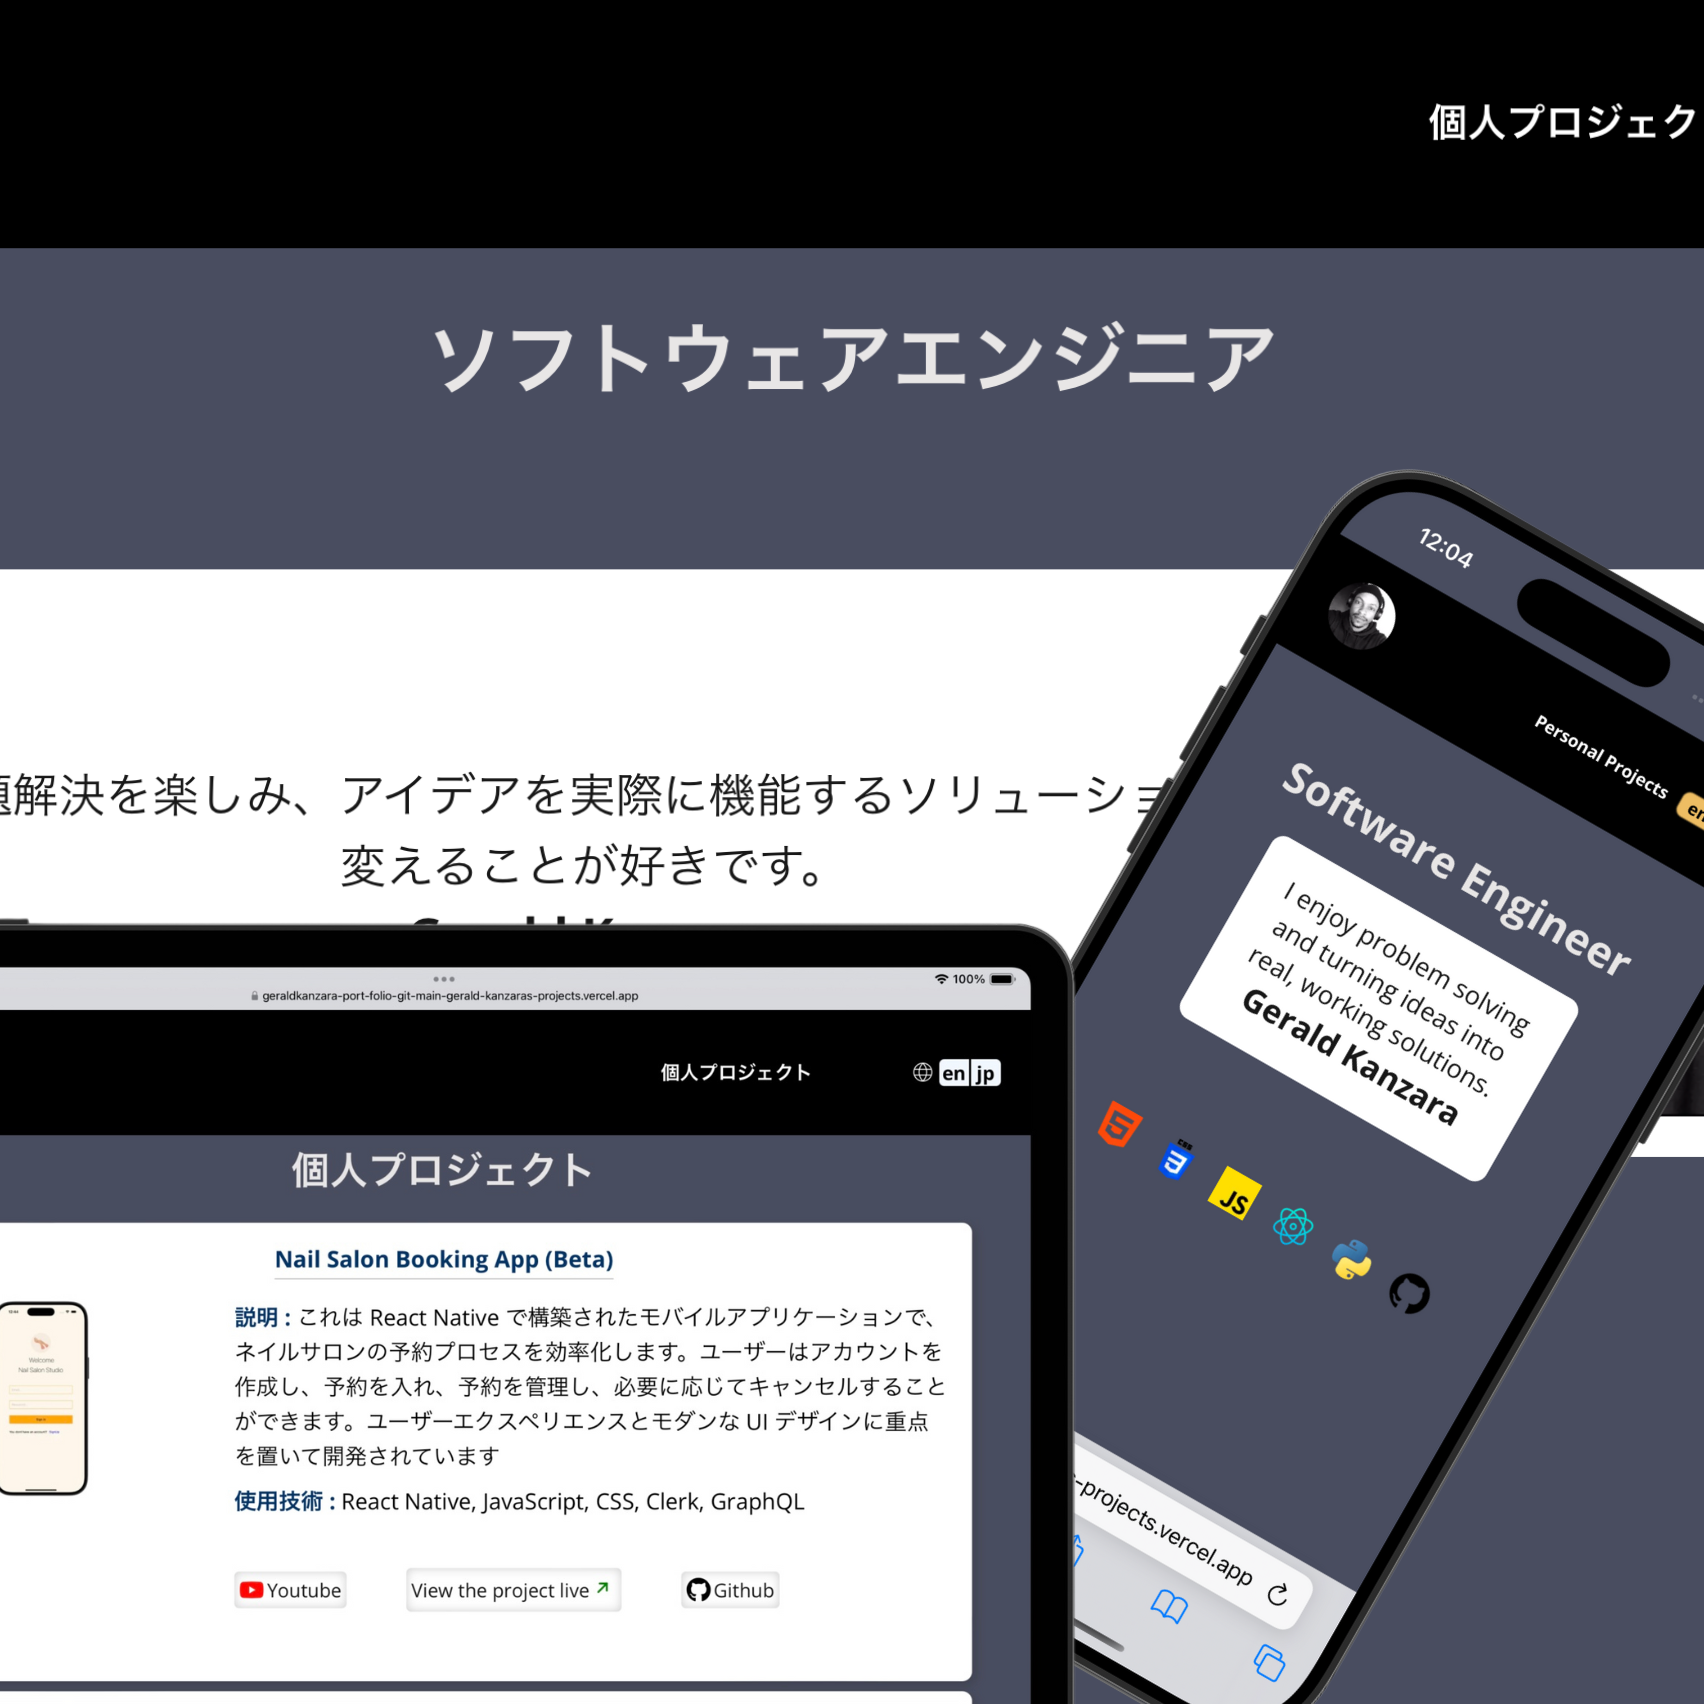 個人プロジェク
ソフトウェアエンジニア
解決を楽しみ、アイデアを実際に機能するソリューショ
変えることが好きです。
12:04
Personal Projects
en
Software Engineer
I enjoy problem solving
and turning ideas into
real, working solutions.
Gerald Kanzara
CSS
JS
-projects.vercel.app
100%
geraldkanzara-port-folio-git-main-gerald-kanzaras-projects.vercel.app
個人プロジェクト
en jp
個人プロジェクト
Nail Salon Booking App (Beta)
説明 : これは React Native で構築されたモバイルアプリケーションで、
ネイルサロンの予約プロセスを効率化します。ユーザーはアカウントを
作成し、予約を入れ、予約を管理し、必要に応じてキャンセルすること
ができます。ユーザーエクスペリエンスとモダンな UI デザインに重点
を置いて開発されています
使用技術 : React Native, JavaScript, CSS, Clerk, GraphQL
Youtube
View the project live
Github
Welcome
Nail Salon Studio